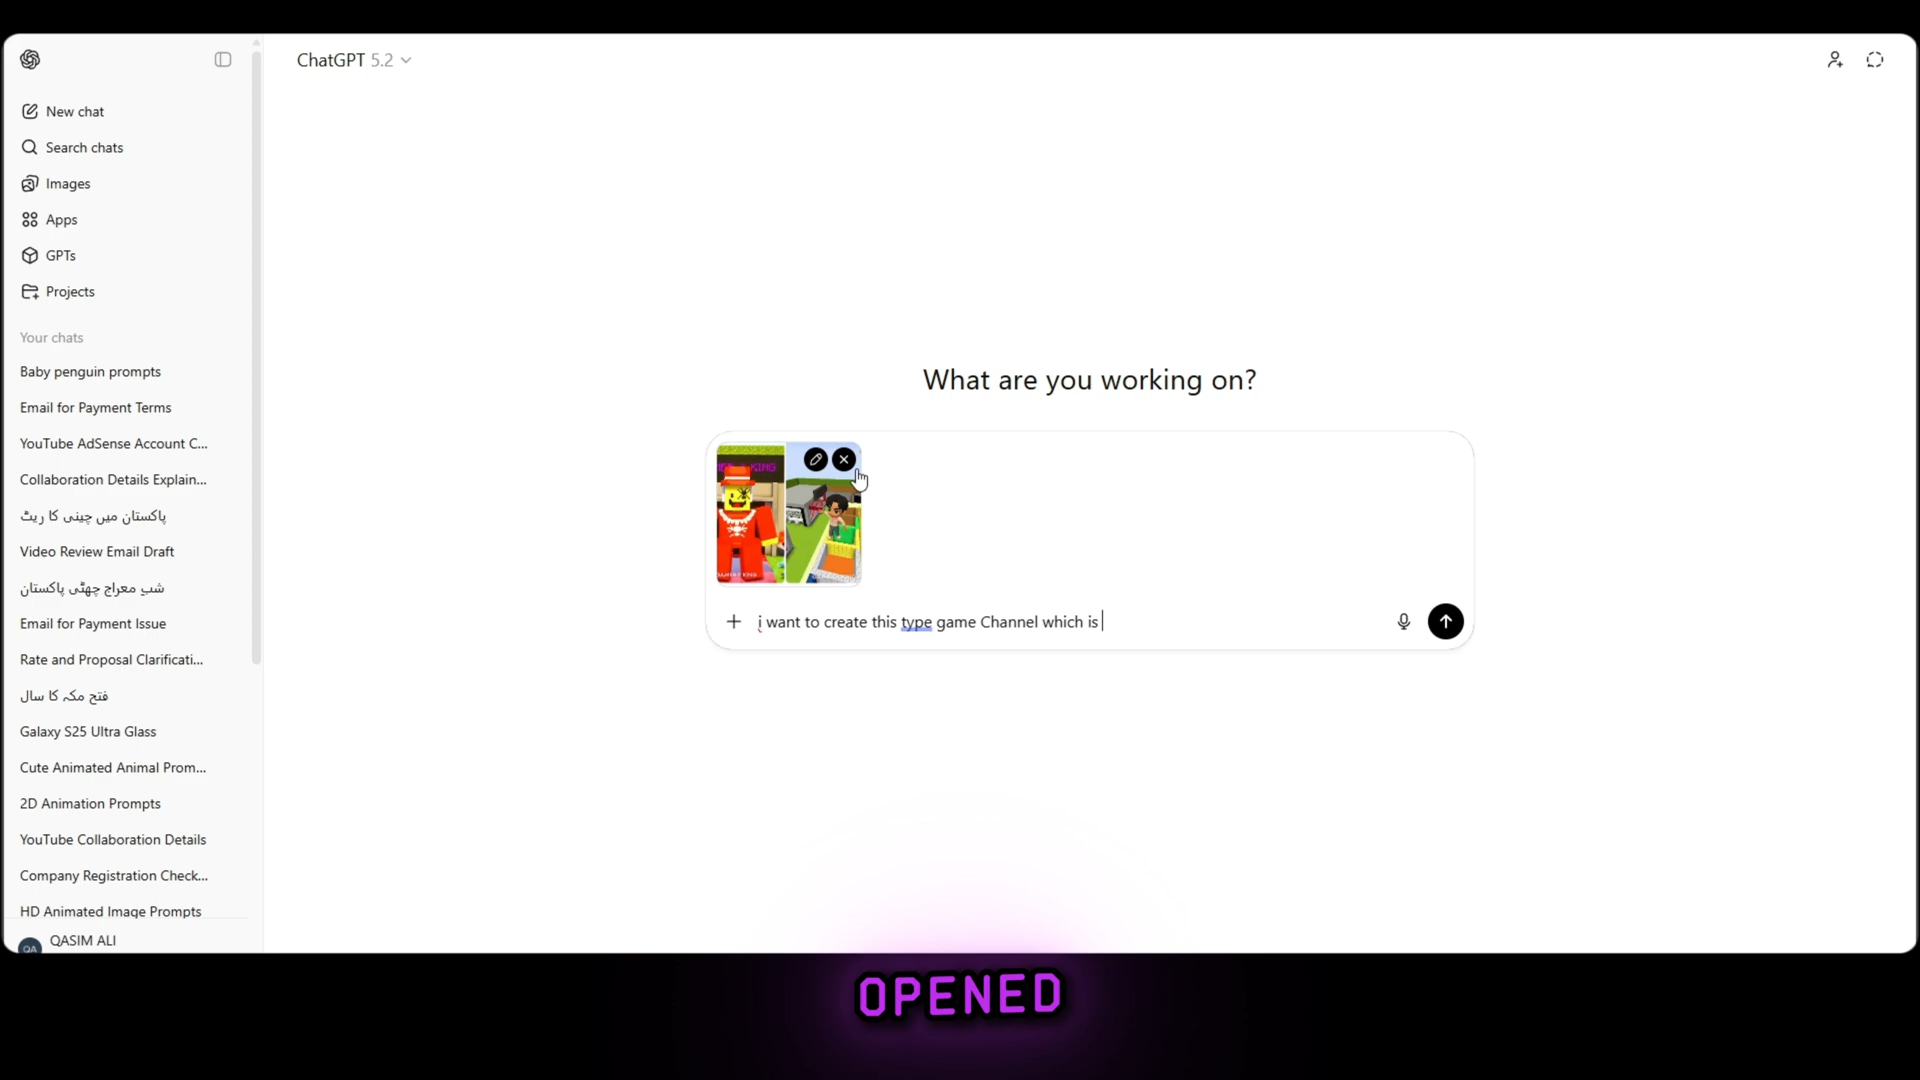 ChatGPT 5.2
New chat
Search chats
Images
Apps
GPTs
Projects
Your chats
Baby penguin prompts
Email for Payment Terms
YouTube AdSense Account C...
Collaboration Details Explain...
پاکستان میں چینی کا ریٹ
Video Review Email Draft
شبِ معراج چھٹی پاکستان
Email for Payment Issue
Rate and Proposal Clarificati...
فتح مکہ کا سال
Galaxy S25 Ultra Glass
Cute Animated Animal Prom...
2D Animation Prompts
YouTube Collaboration Details
Company Registration Check...
HD Animated Image Prompts
QA
QASIM ALI
What are you working on?
KING
KING
i want to create this type game Channel which is
OPENED